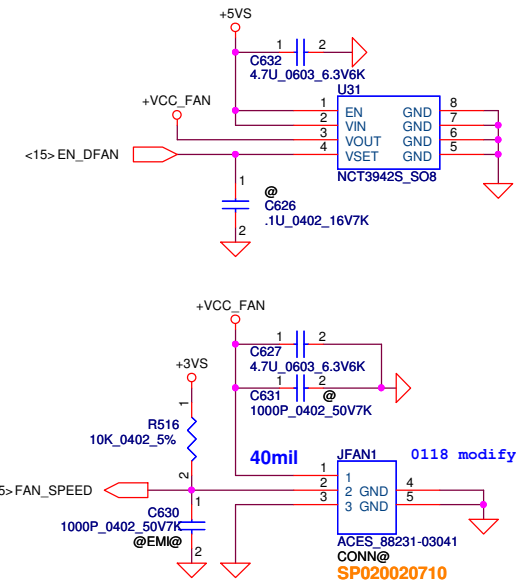 +5VS
1 2
C632
4.7U_0603_6.3V6K
U31
+VCC_FAN
1 EN GND 8
2 VIN GND 7
3 VOUT GND 6
4 VSET GND 5
<15> EN_DFAN
NCT3942S_SO8
1
@
C626
.1U_0402_16V7K
2
+VCC_FAN
1 2
C627
4.7U_0603_6.3V6K
+3VS
1 2
C631 @
1000P_0402_50V7K
1
R516
10K_0402_5%
2
40mil
JFAN1
0118 modify
1 1
2 2 GND 4
3 3 GND 5
5>FAN_SPEED
1
C630
1000P_0402_50V7K
@EMI@
2
ACES_88231-03041
CONN@
SP020020710